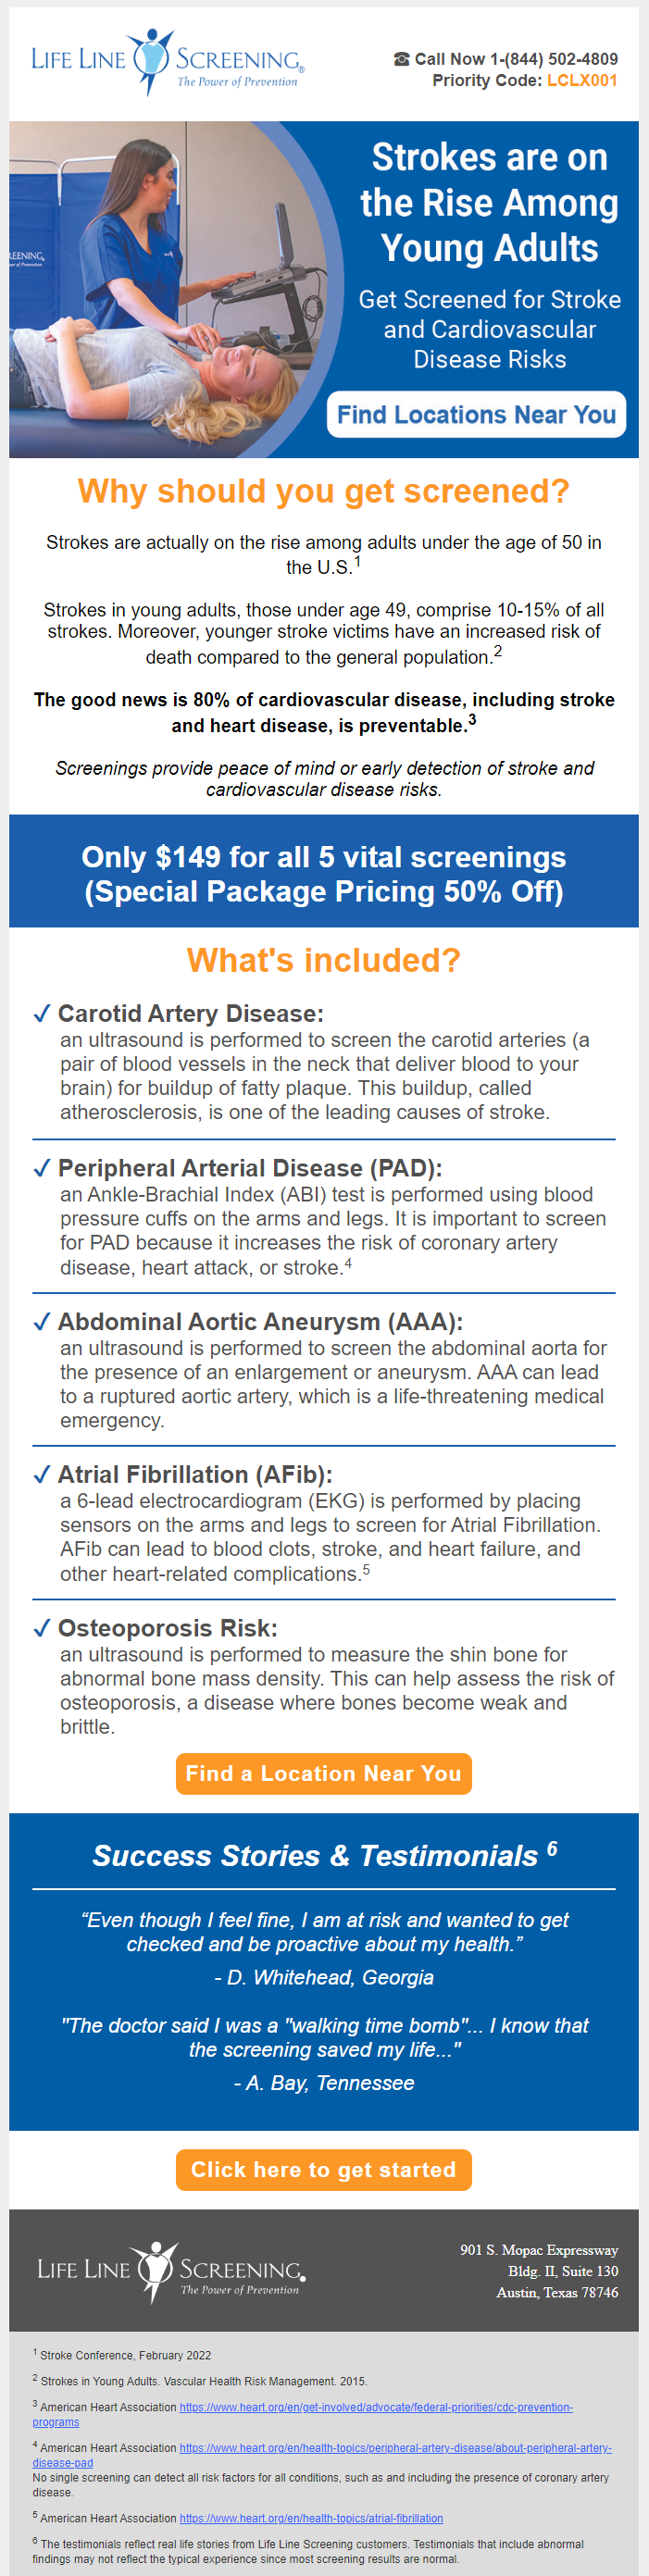 LIFE LINE SCREENING®
The Power of Prevention
☎ Call Now 1-(844) 502-4809
Priority Code: LCLX001
Strokes are on
the Rise Among
Young Adults
Get Screened for Stroke
and Cardiovascular
Disease Risks
Find Locations Near You
Why should you get screened?
Strokes are actually on the rise among adults under the age of 50 in
the U.S.1
Strokes in young adults, those under age 49, comprise 10-15% of all
strokes. Moreover, younger stroke victims have an increased risk of
death compared to the general population.2
The good news is 80% of cardiovascular disease, including stroke
and heart disease, is preventable.3
Screenings provide peace of mind or early detection of stroke and
cardiovascular disease risks.
Only $149 for all 5 vital screenings
(Special Package Pricing 50% Off)
What's included?
✓ Carotid Artery Disease:
an ultrasound is performed to screen the carotid arteries (a
pair of blood vessels in the neck that deliver blood to your
brain) for buildup of fatty plaque. This buildup, called
atherosclerosis, is one of the leading causes of stroke.
✓ Peripheral Arterial Disease (PAD):
an Ankle-Brachial Index (ABI) test is performed using blood
pressure cuffs on the arms and legs. It is important to screen
for PAD because it increases the risk of coronary artery
disease, heart attack, or stroke.4
✓ Abdominal Aortic Aneurysm (AAA):
an ultrasound is performed to screen the abdominal aorta for
the presence of an enlargement or aneurysm. AAA can lead
to a ruptured aortic artery, which is a life-threatening medical
emergency.
✓ Atrial Fibrillation (AFib):
a 6-lead electrocardiogram (EKG) is performed by placing
sensors on the arms and legs to screen for Atrial Fibrillation.
AFib can lead to blood clots, stroke, and heart failure, and
other heart-related complications.5
✓ Osteoporosis Risk:
an ultrasound is performed to measure the shin bone for
abnormal bone mass density. This can help assess the risk of
osteoporosis, a disease where bones become weak and
brittle.
Find a Location Near You
Success Stories & Testimonials 6
“Even though I feel fine, I am at risk and wanted to get
checked and be proactive about my health.”
- D. Whitehead, Georgia
"The doctor said I was a "walking time bomb"... I know that
the screening saved my life..."
- A. Bay, Tennessee
Click here to get started
LIFE LINE SCREENING
The Power of Prevention
901 S. Mopac Expressway
Bldg. II, Suite 130
Austin, Texas 78746
1 Stroke Conference, February 2022
2 Strokes in Young Adults. Vascular Health Risk Management. 2015.
3 American Heart Association https://www.heart.org/en/get-involved/advocate/federal-priorities/cdc-prevention-
programs
4 American Heart Association https://www.heart.org/en/health-topics/peripheral-artery-disease/about-peripheral-artery-
disease-pad
No single screening can detect all risk factors for all conditions, such as and including the presence of coronary artery
disease.
5 American Heart Association https://www.heart.org/en/health-topics/atrial-fibrillation
6 The testimonials reflect real life stories from Life Line Screening customers. Testimonials that include abnormal
findings may not reflect the typical experience since most screening results are normal.